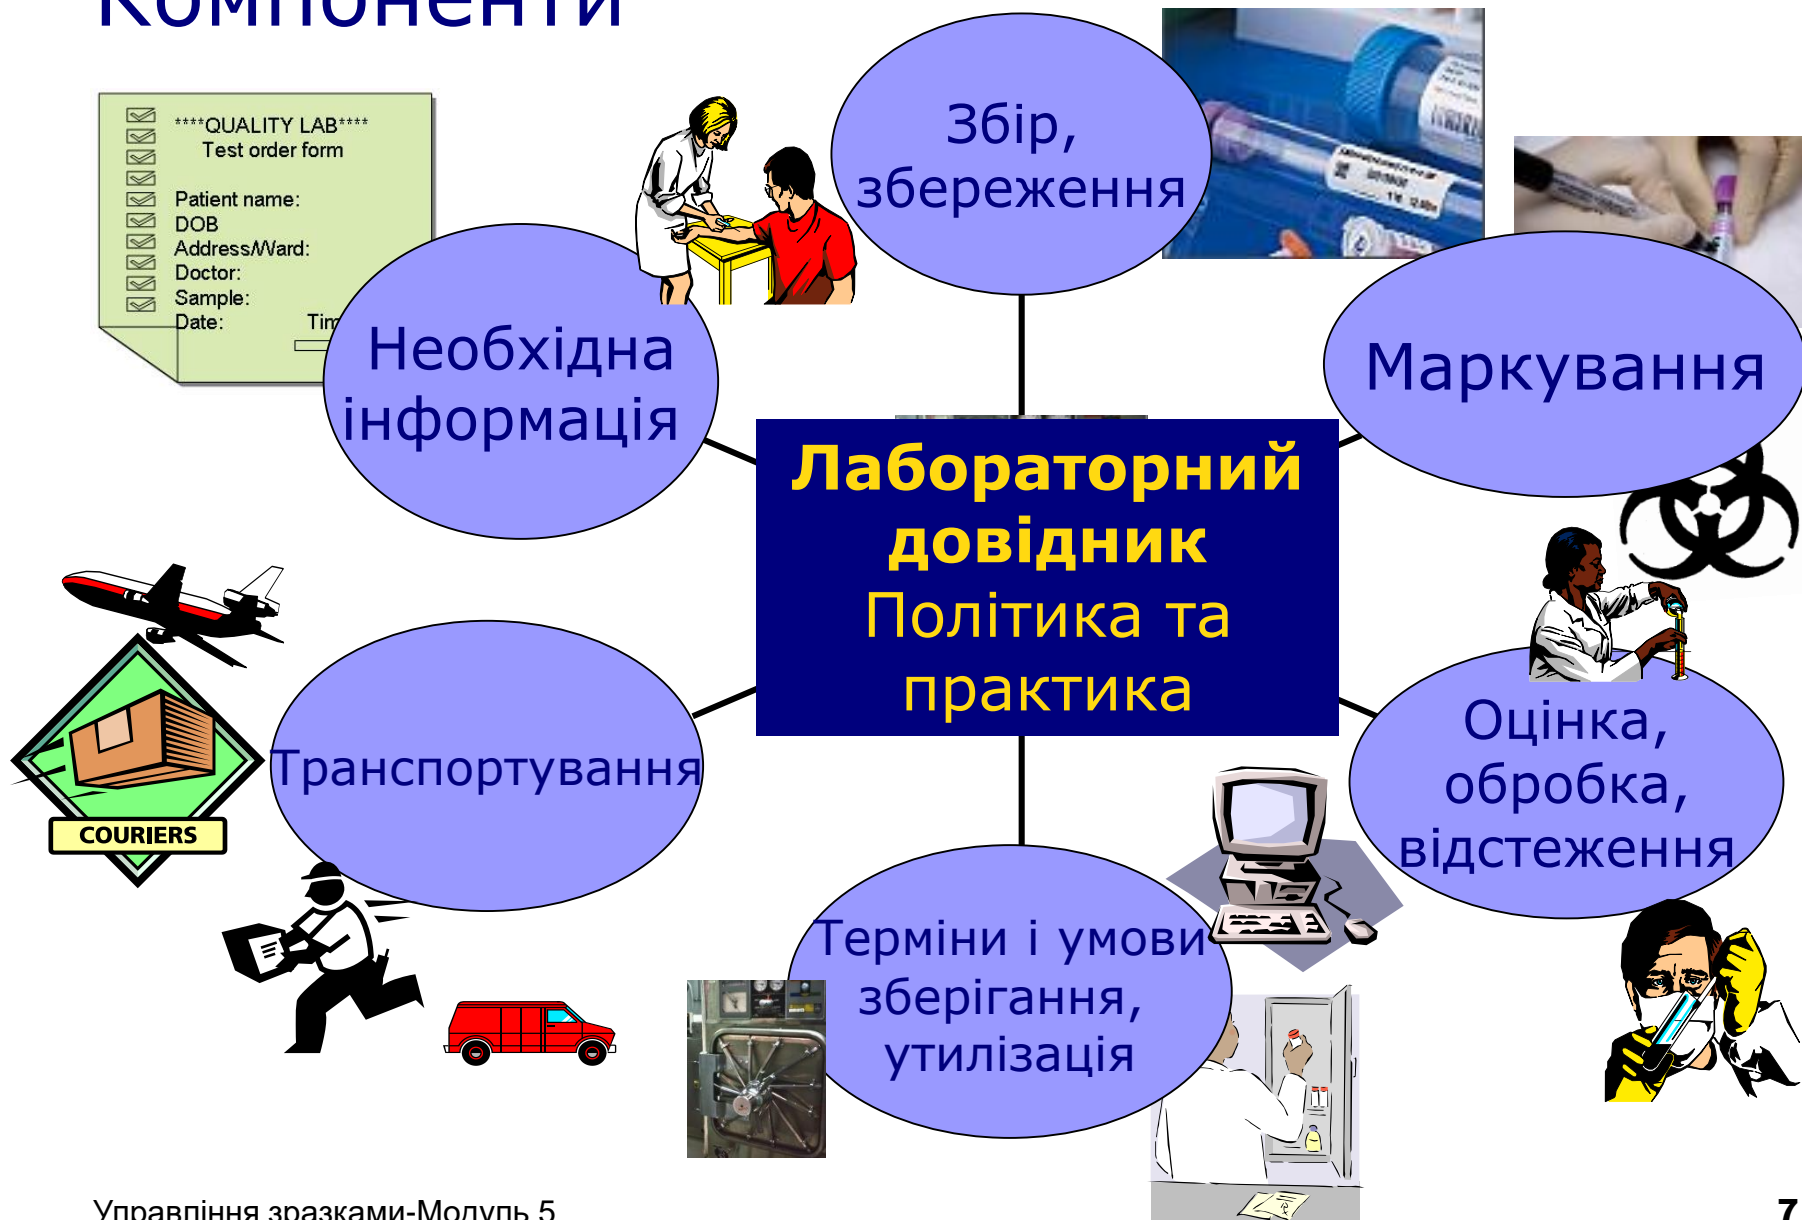 Компоненти
****QUALITY LAB****
Test order form
Patient name:
DOB
Address/Ward:
Doctor:
Sample:
Date: Tim
Збір,
збереження
Маркування
Необхідна
інформація
Лабораторний
довідник
Політика та
практика
Транспортування
COURIERS
Оцінка,
обробка,
відстеження
Терміни і умови
зберігання,
утилізація
Управління зразками-Модуль 5
7